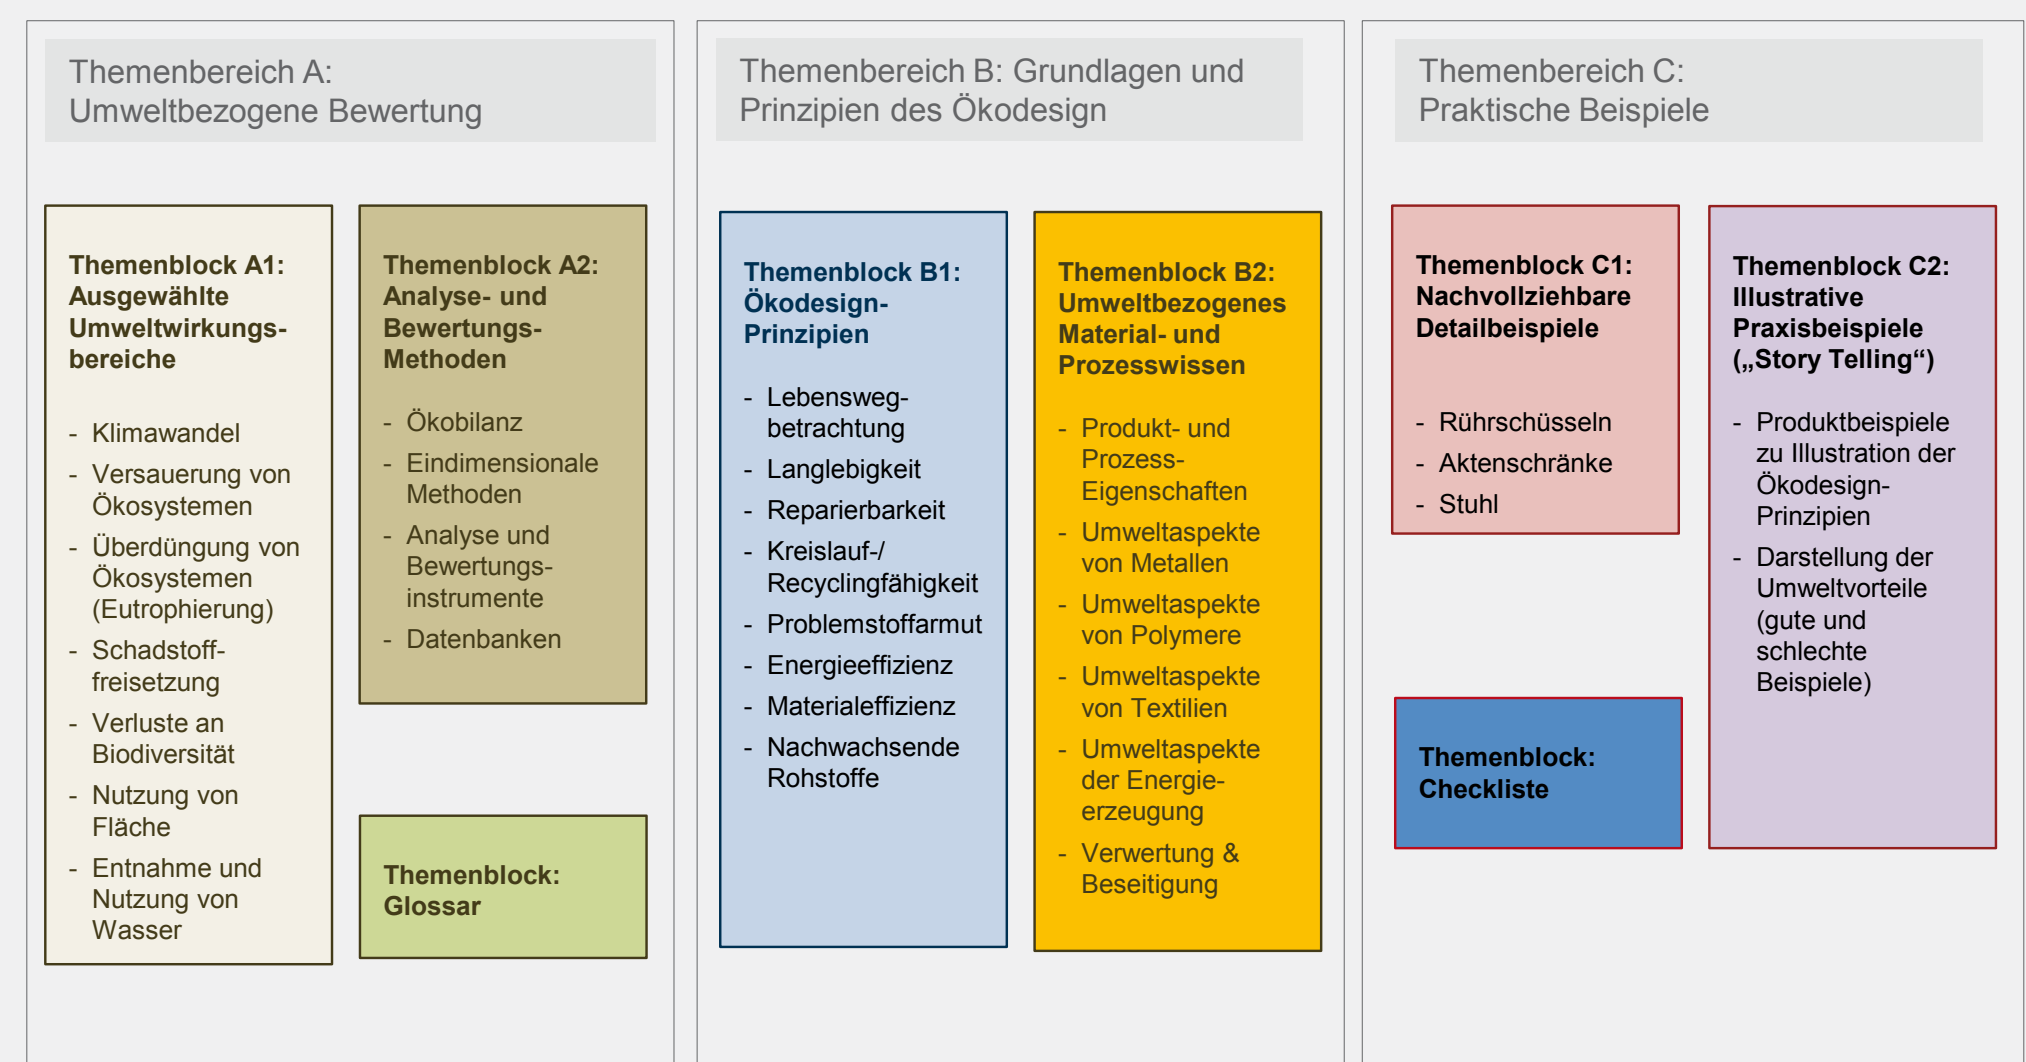 Themenbereich A:
Umweltbezogene Bewertung
Themenblock A1:
Ausgewählte
Umweltwirkungs-
bereiche
- Klimawandel
- Versauerung von
Ökosystemen
- Überdüngung von
Ökosystemen
(Eutrophierung)
- Schadstoff-
freisetzung
- Verluste an
Biodiversität
- Nutzung von
Fläche
- Entnahme und
Nutzung von
Wasser
Themenblock A2:
Analyse- und
Bewertungs-
Methoden
- Ökobilanz
- Eindimensionale
Methoden
- Analyse und
Bewertungs-
instrumente
- Datenbanken
Themenblock:
Glossar
Themenbereich B: Grundlagen und
Prinzipien des Ökodesign
Themenblock B1:
Ökodesign-
Prinzipien
- Lebensweg-
betrachtung
- Langlebigkeit
- Reparierbarkeit
- Kreislauf-/
Recyclingfähigkeit
- Problemstoffarmut
- Energieeffizienz
- Materialeffizienz
- Nachwachsende
Rohstoffe
Themenblock B2:
Umweltbezogenes
Material- und
Prozesswissen
- Produkt- und
Prozess-
Eigenschaften
- Umweltaspekte
von Metallen
- Umweltaspekte
von Polymere
- Umweltaspekte
von Textilien
- Umweltaspekte
der Energie-
erzeugung
- Verwertung &
Beseitigung
Themenbereich C:
Praktische Beispiele
Themenblock C1:
Nachvollziehbare
Detailbeispiele
- Rührschüsseln
- Aktenschränke
- Stuhl
Themenblock:
Checkliste
Themenblock C2:
Illustrative
Praxisbeispiele
(„Story Telling“)
- Produktbeispiele
zu Illustration der
Ökodesign-
Prinzipien
- Darstellung der
Umweltvorteile
(gute und
schlechte
Beispiele)